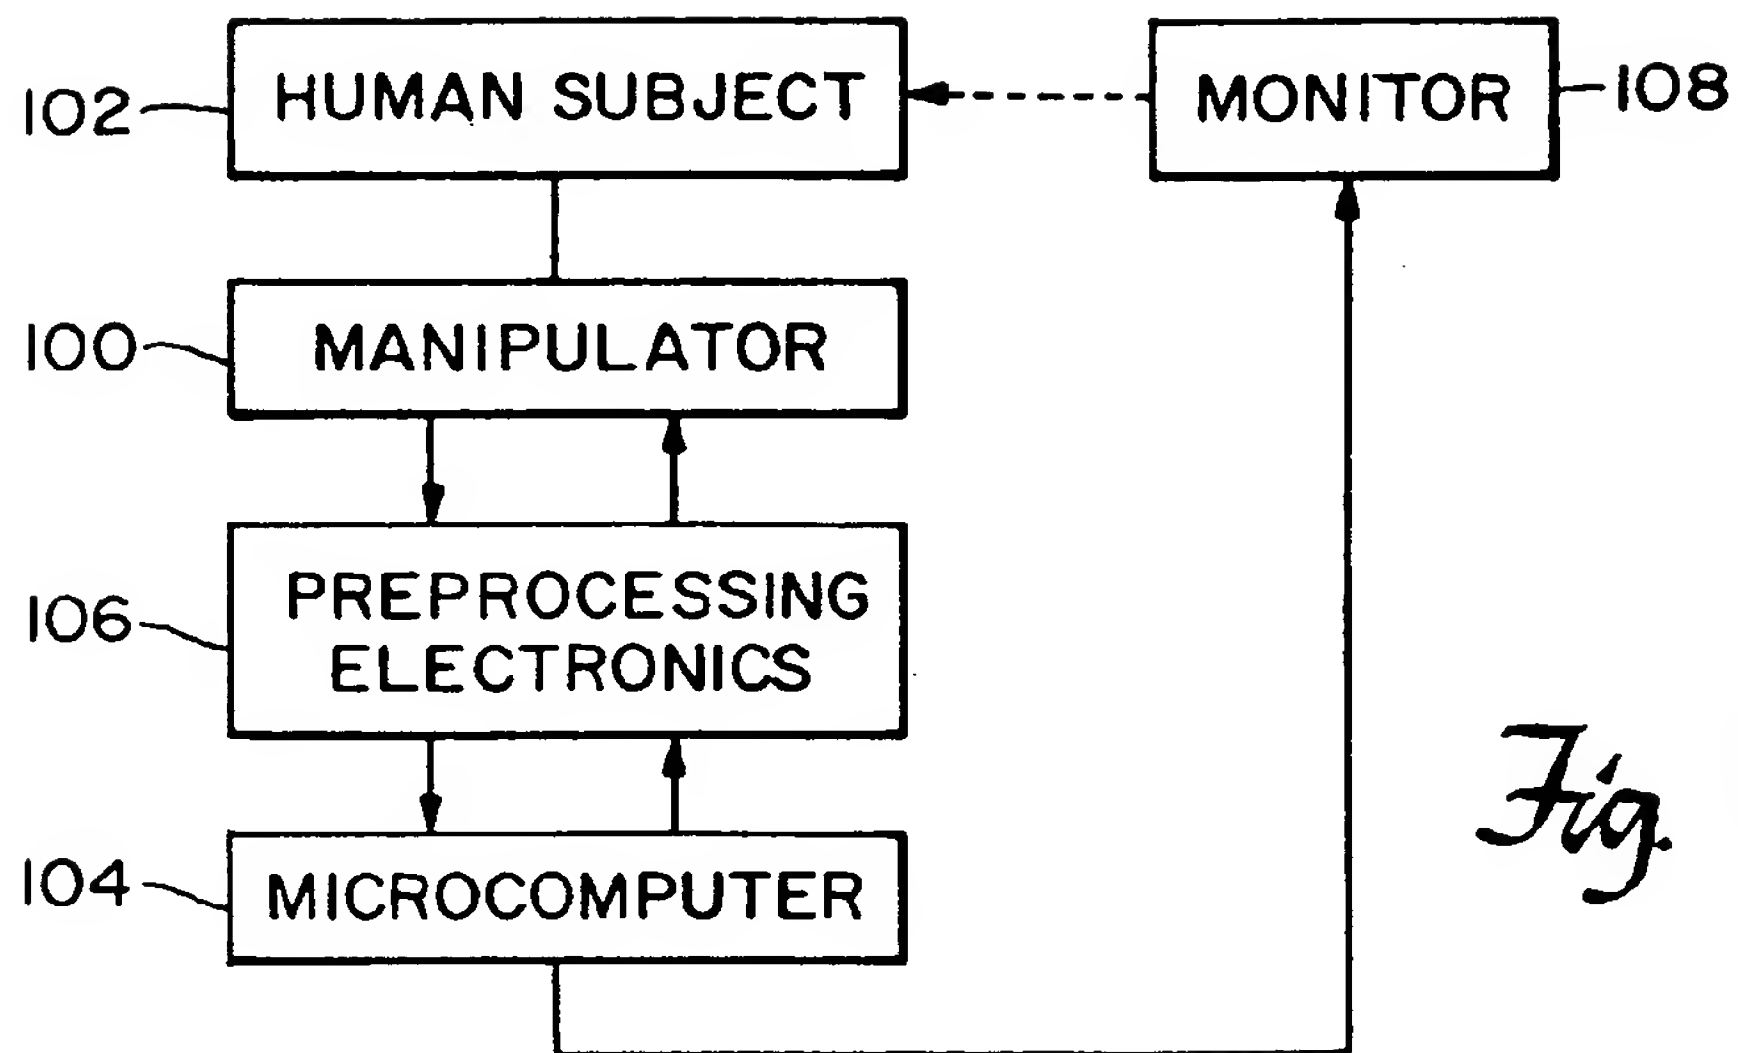 102
HUMAN SUBJECT
MONITOR
108
100
MANIPULATOR
106
PREPROCESSING
ELECTRONICS
104
MICROCOMPUTER
Fig.